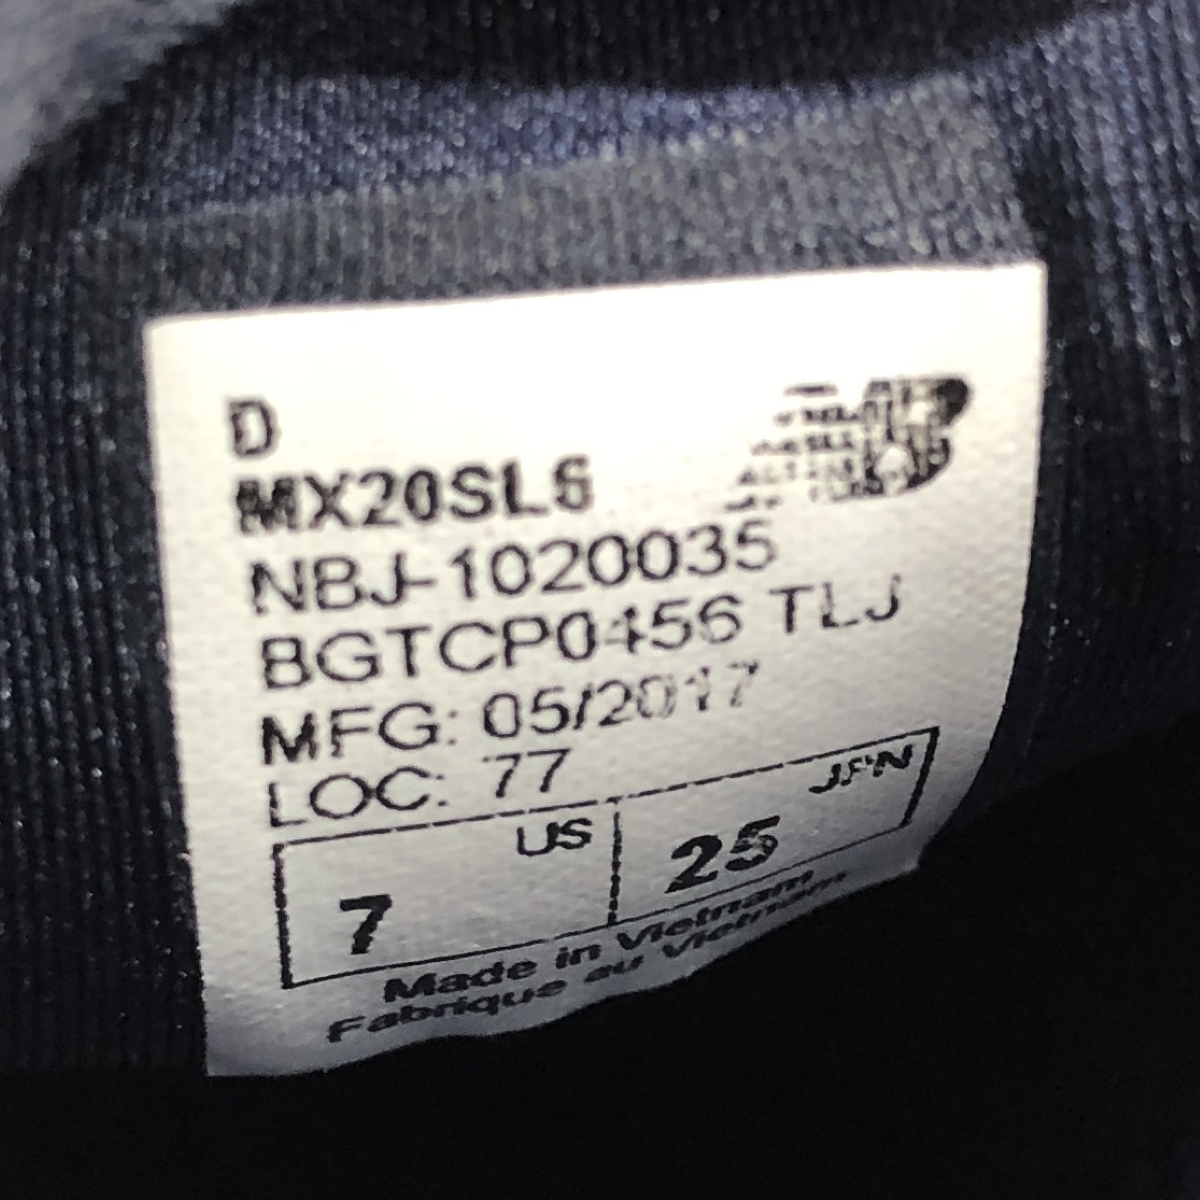 D
MX20SL6
NBJ-1020035
BGTCP0456 TLJ
MFG: 05/2017
LOC: 77
US
7
JPN
25
Made in Vietnam
Fabrique au Vietnam